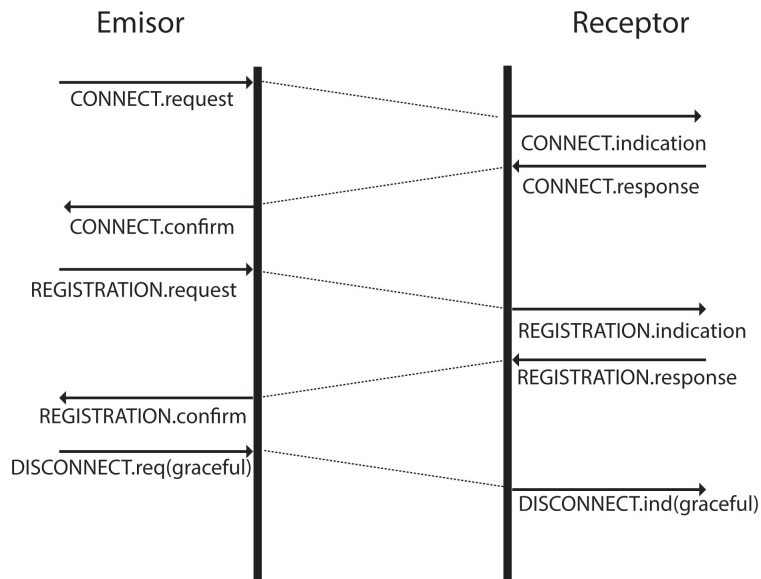 Emisor
Receptor
CONNECT.request
CONNECT.indication
CONNECT.response
CONNECT.confirm
REGISTRATION.request
REGISTRATION.indication
REGISTRATION.response
REGISTRATION.confirm
DISCONNECT.req(graceful)
DISCONNECT.ind(graceful)